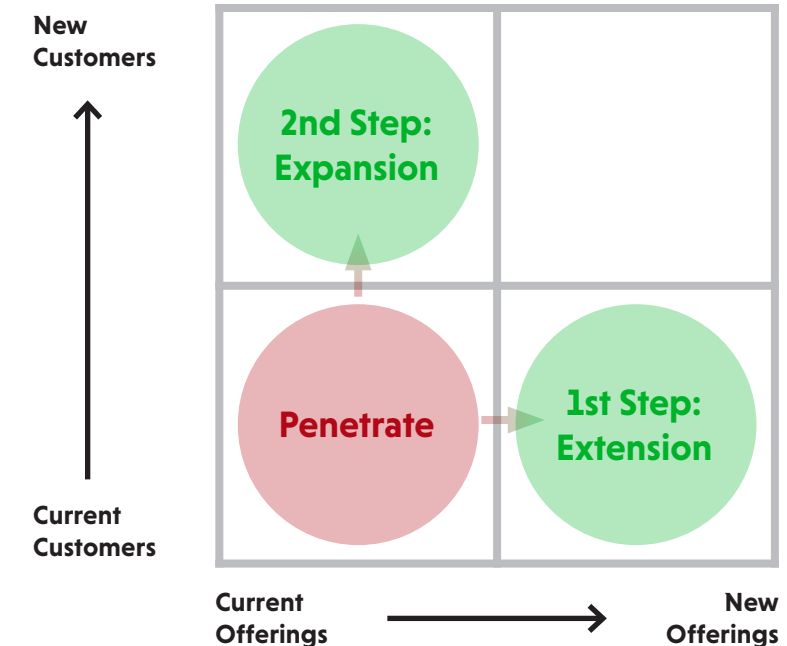 New
Customers
2nd Step:
Expansion
Penetrate
1st Step:
Extension
Current
Customers
Current
Offerings
New
Offerings